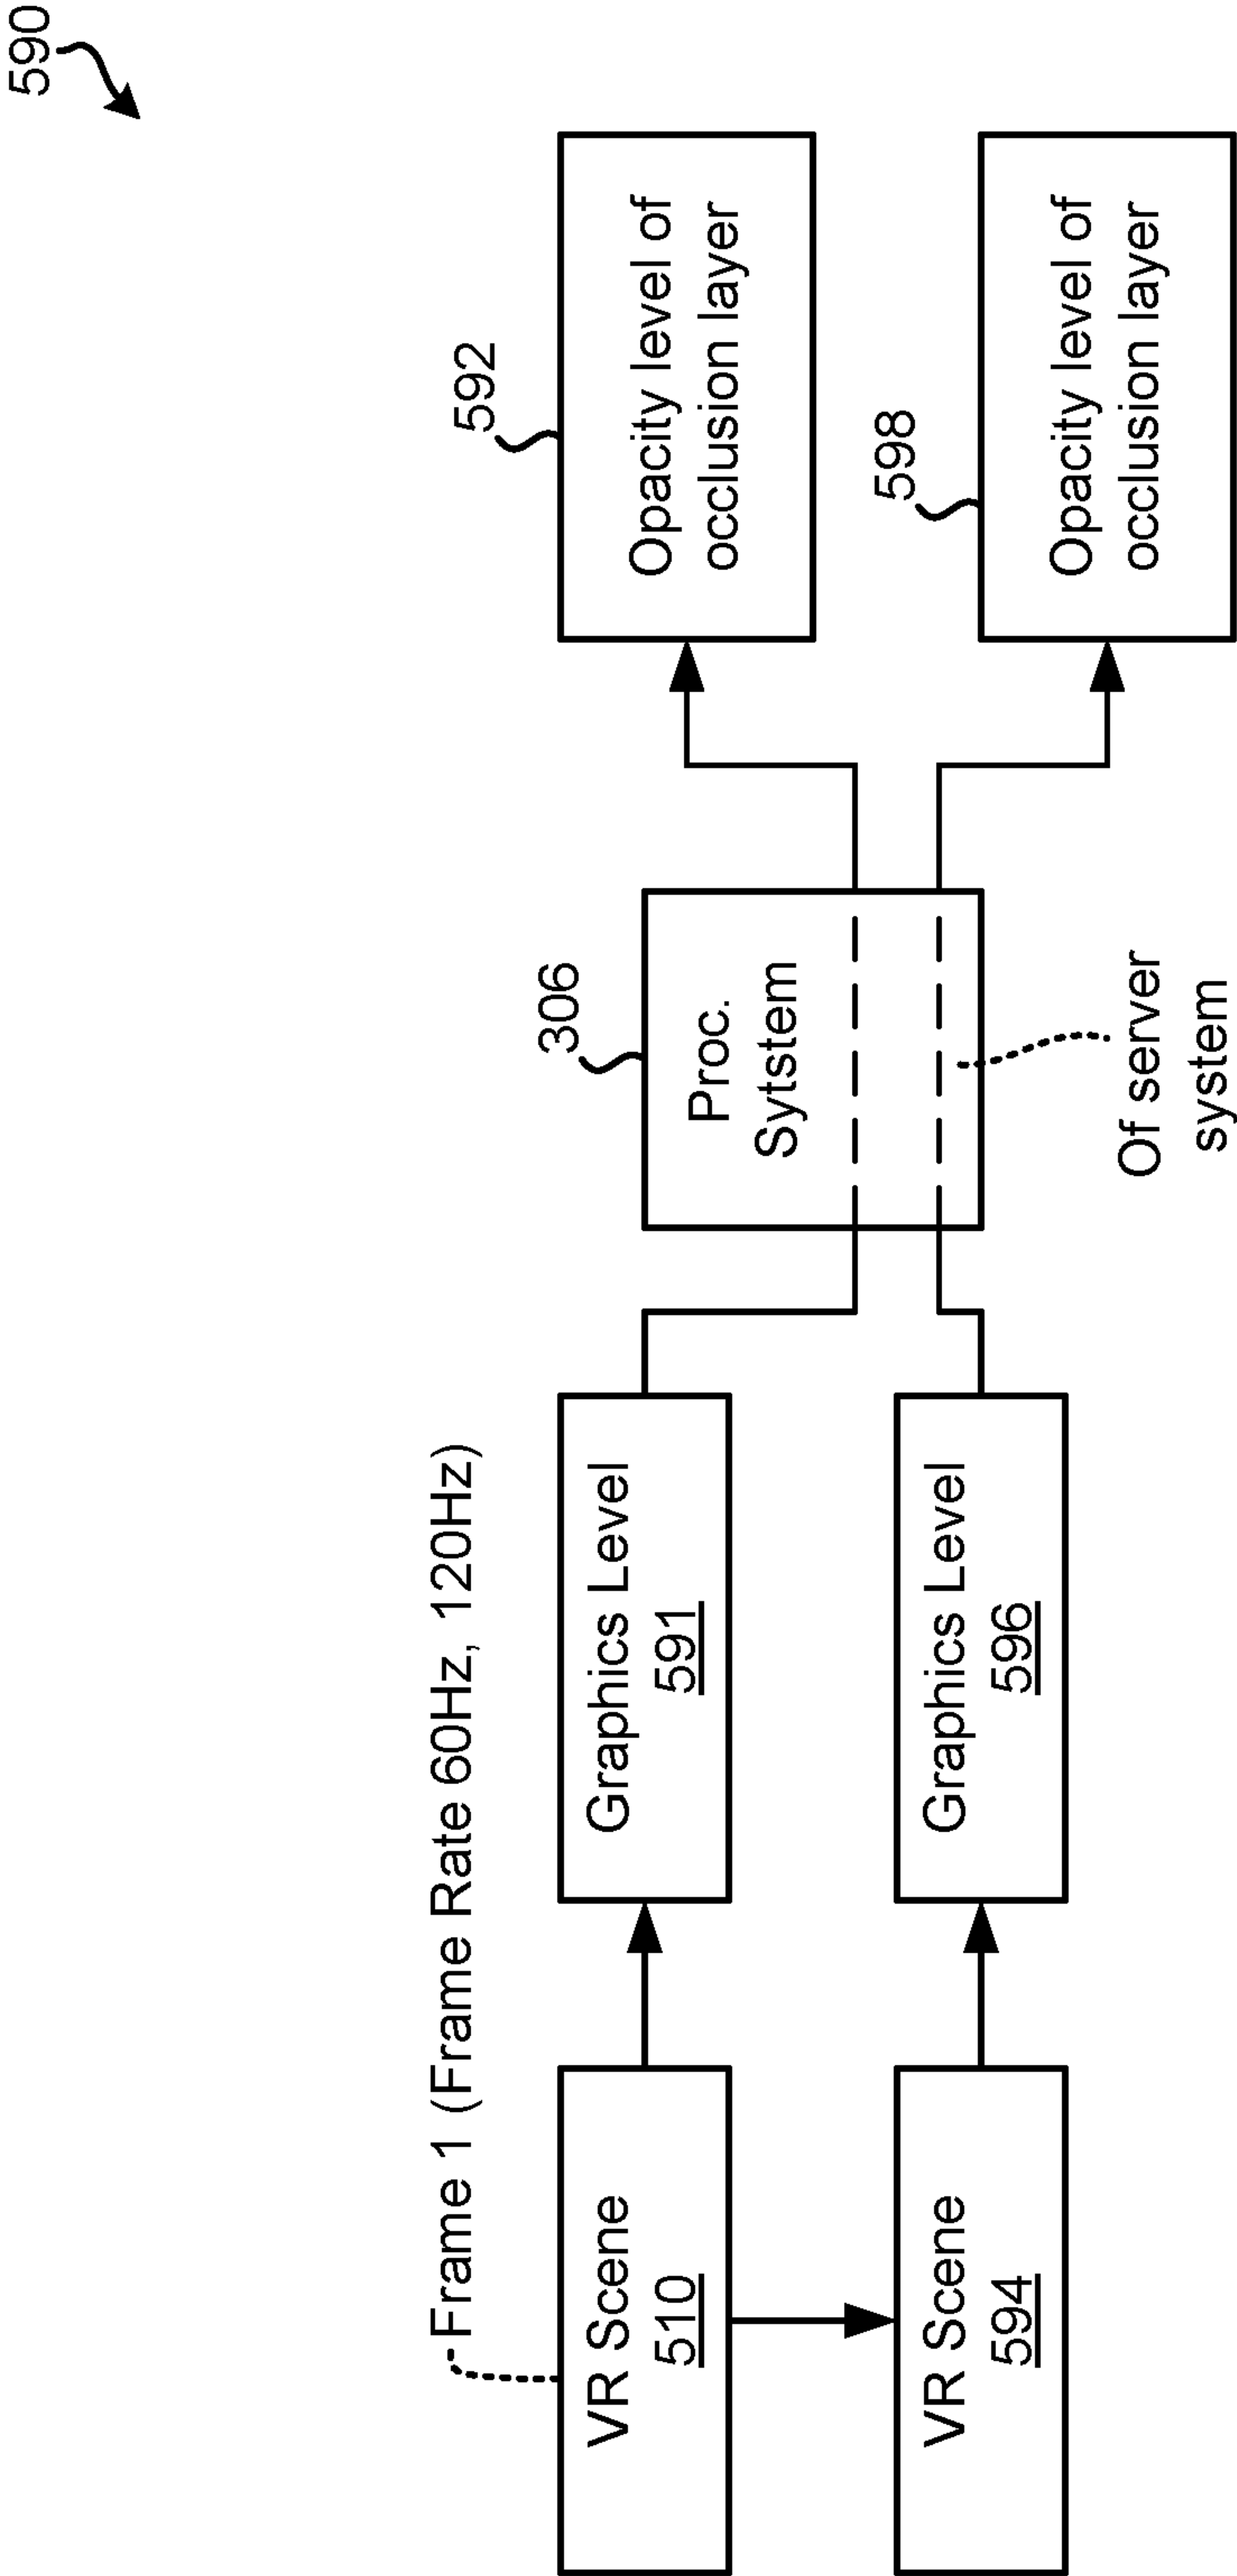 590
Frame 1 (Frame Rate 60Hz, 120Hz)
VR Scene
510
Graphics Level
591
306
Proc.
Sytstem
592
Opacity level of
occlusion layer
VR Scene
594
Graphics Level
596
Of server
system
598
Opacity level of
occlusion layer